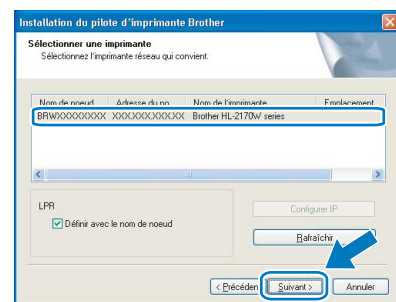 Installation du pilote d'imprimante Brother
Sélectionner une imprimante
Sélectionnez l'imprimante réseau qui convient.
Nom de noeud Adresse du no Nom de l'imprimante Emplacement
BRWXXXXXXXXX XXX.XXX.XXX.XX Brother HL-2170W series
LPR
Définir avec le nom de noeud
Configurer IP
Rafraîchir
< Précéden Suivant > Annuler